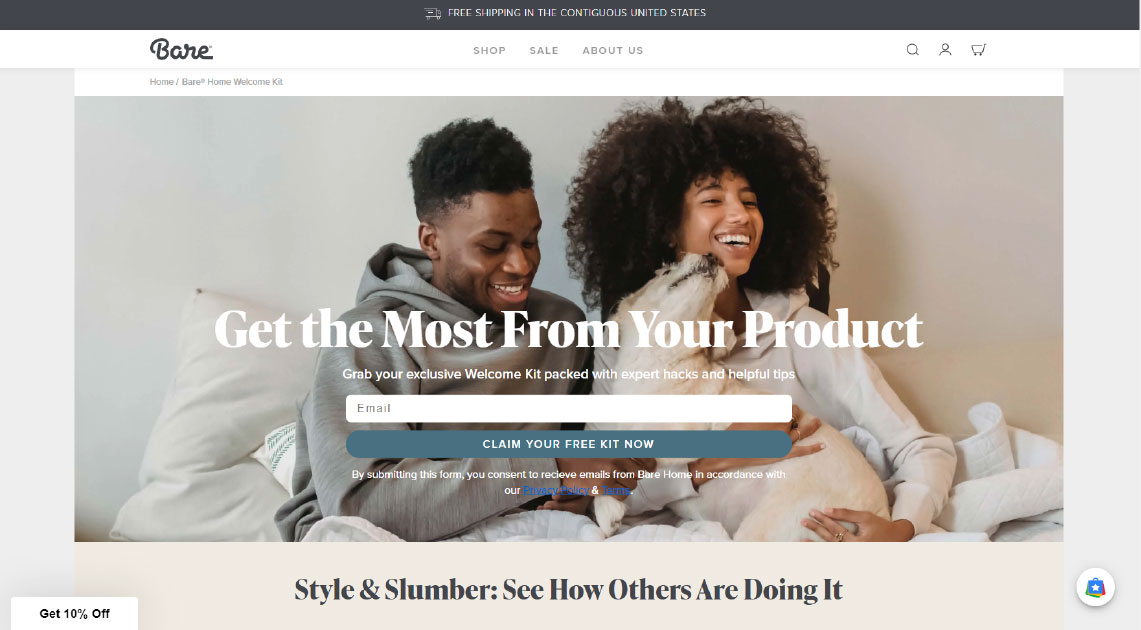 FREE SHIPPING IN THE CONTIGUOUS UNITED STATES
Bare
SHOP SALE ABOUT US
Home / Bare® Home Welcome Kit
Get the Most From Your Product
Grab your exclusive Welcome Kit packed with expert hacks and helpful tips
Email
CLAIM YOUR FREE KIT NOW
By submitting this form, you consent to recieve emails from Bare Home in accordance with
our Privacy Policy & Terms.
Style & Slumber: See How Others Are Doing It
Get 10% Off